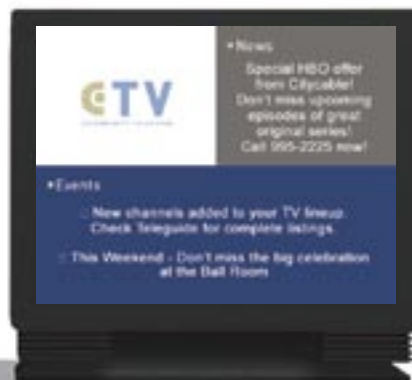 CTV
News
Special HBO offer
from Citycable!
Don't miss upcoming
episodes of great
original series!
Call 995-2225 now!
Events
New channels added to your TV lineup.
Check Teleguide for complete listings.
This Weekend - Don't miss the big celebration
at the Ball Room